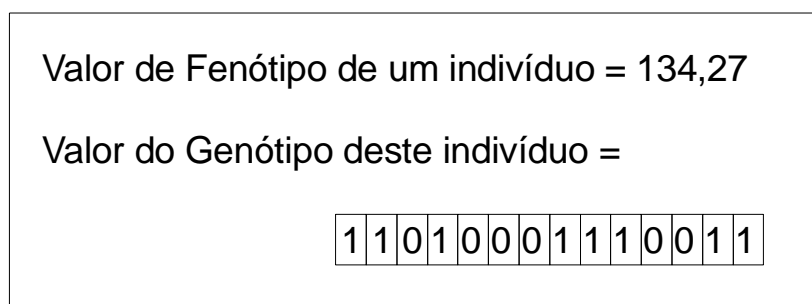 Valor de Fenótipo de um indivíduo = 134,27
Valor do Genótipo deste indivíduo =
1 1 0 1 0 0 0 1 1 1 0 0 1 1